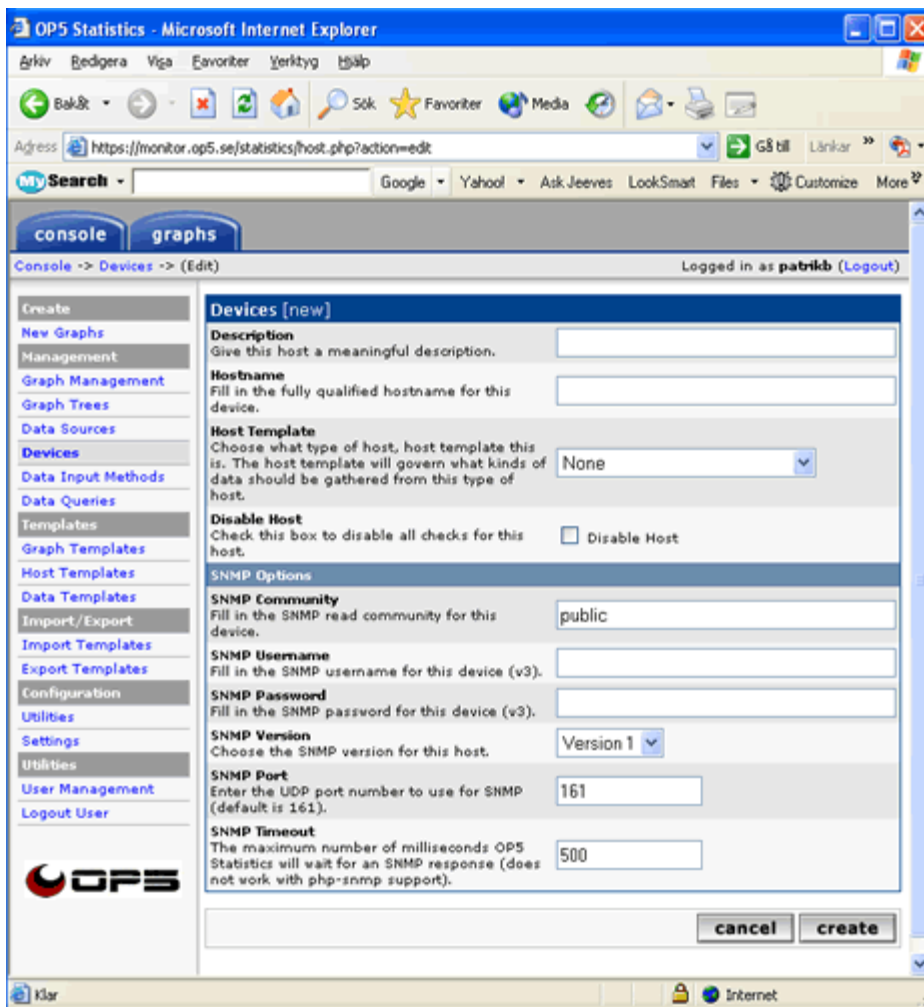 OP5 Statistics - Microsoft Internet Explorer
Arkiv Redigera Visa Favoriter Verktyg Hjälp
Bakåt Sök Favoriter Media
Adress https://monitor.op5.se/statistics/host.php?action=edit Gå till Länkar »
My Search Google Yahoo! Ask Jeeves LookSmart Files Customize More »
console graphs
Console -> Devices -> (Edit) Logged in as patrikb (Logout)
Create
New Graphs
Management
Graph Management
Graph Trees
Data Sources
Devices
Data Input Methods
Data Queries
Templates
Graph Templates
Host Templates
Data Templates
Import/Export
Import Templates
Export Templates
Configuration
Utilities
Settings
Utilities
User Management
Logout User
OP5
Devices [new]
Description
Give this host a meaningful description.
Hostname
Fill in the fully qualified hostname for this
device.
Host Template
Choose what type of host, host template this
is. The host template will govern what kinds of
data should be gathered from this type of
host.
None
Disable Host
Check this box to disable all checks for this
host.
Disable Host
SNMP Options
SNMP Community
Fill in the SNMP read community for this
device.
public
SNMP Username
Fill in the SNMP username for this device (v3).
SNMP Password
Fill in the SNMP password for this device (v3).
SNMP Version
Choose the SNMP version for this host.
Version 1
SNMP Port
Enter the UDP port number to use for SNMP
(default is 161).
161
SNMP Timeout
The maximum number of milliseconds OP5
Statistics will wait for an SNMP response (does
not work with php-snmp support).
500
cancel create
Klar Internet